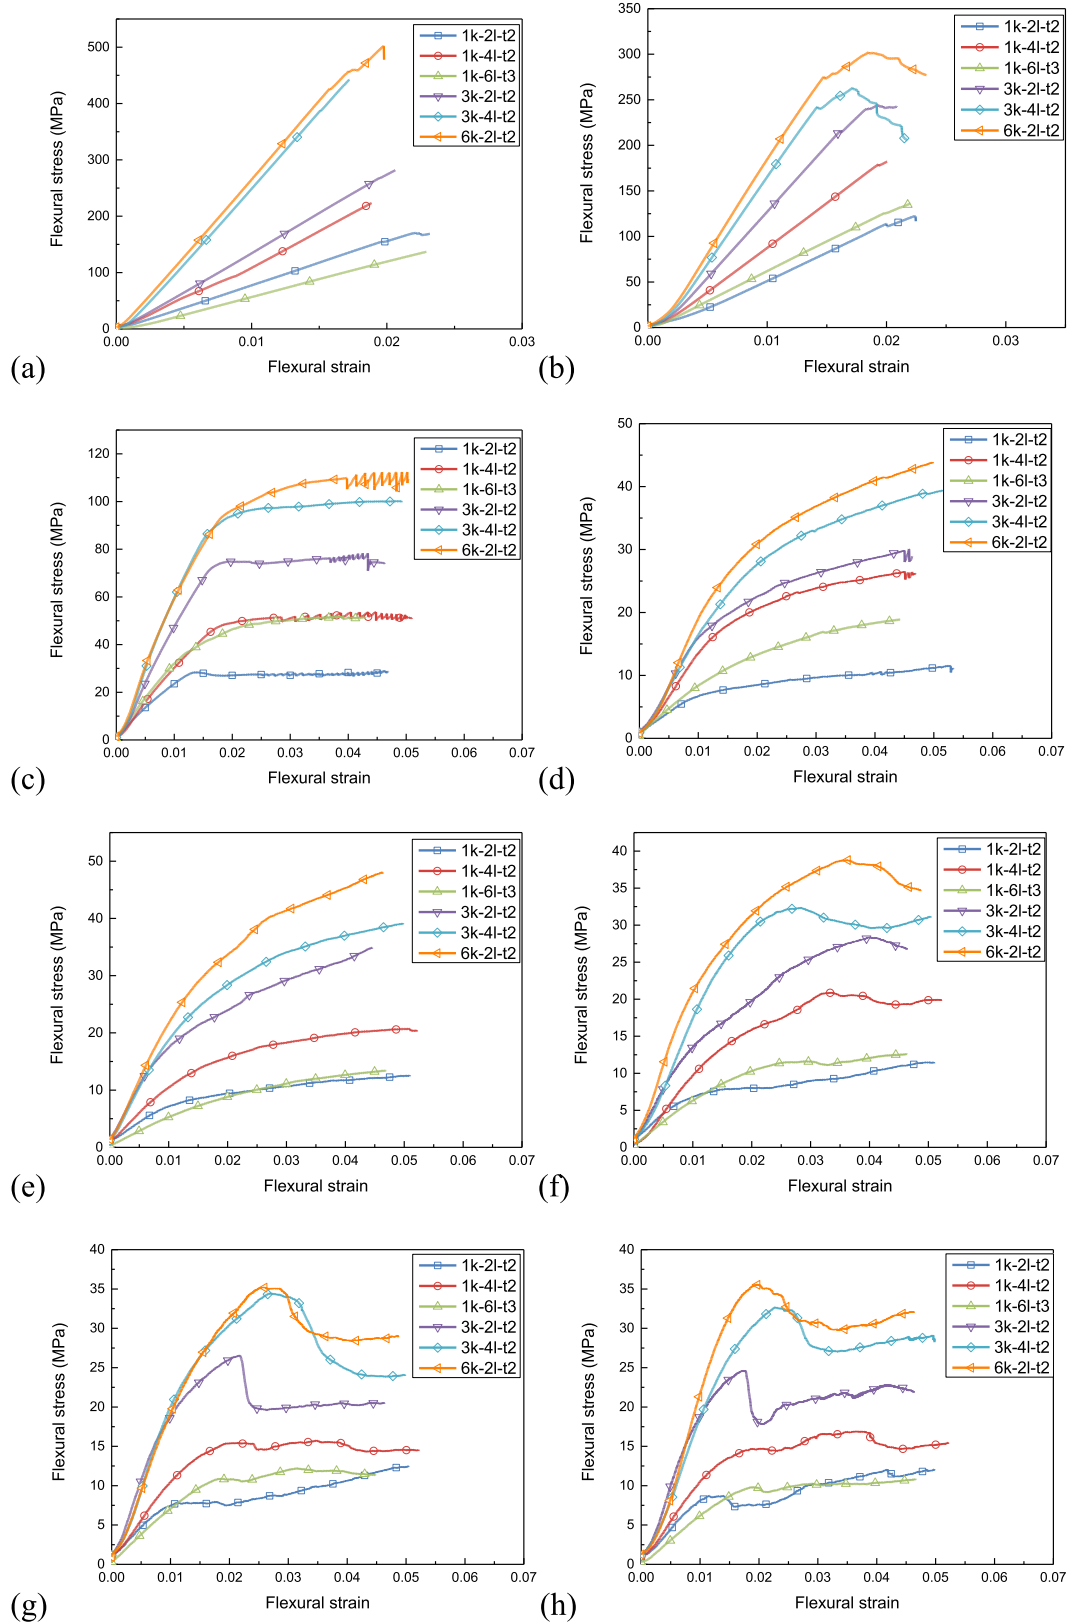 500
400
300
200
100
0
0.00 0.01 0.02 0.03
Flexural stress (MPa)
Flexural strain
1k-2l-t2
1k-4l-t2
1k-6l-t3
3k-2l-t2
3k-4l-t2
6k-2l-t2
(a)
350
300
250
200
150
100
50
0
0.00 0.01 0.02 0.03
Flexural stress (MPa)
Flexural strain
1k-2l-t2
1k-4l-t2
1k-6l-t3
3k-2l-t2
3k-4l-t2
6k-2l-t2
(b)
120
100
80
60
40
20
0
0.00 0.01 0.02 0.03 0.04 0.05 0.06 0.07
Flexural stress (MPa)
Flexural strain
1k-2l-t2
1k-4l-t2
1k-6l-t3
3k-2l-t2
3k-4l-t2
6k-2l-t2
(c)
50
40
30
20
10
0
0.00 0.01 0.02 0.03 0.04 0.05 0.06 0.07
Flexural stress (MPa)
Flexural strain
1k-2l-t2
1k-4l-t2
1k-6l-t3
3k-2l-t2
3k-4l-t2
6k-2l-t2
(d)
50
40
30
20
10
0
0.00 0.01 0.02 0.03 0.04 0.05 0.06 0.07
Flexural stress (MPa)
Flexural strain
1k-2l-t2
1k-4l-t2
1k-6l-t3
3k-2l-t2
3k-4l-t2
6k-2l-t2
(e)
40
35
30
25
20
15
10
5
0
0.00 0.01 0.02 0.03 0.04 0.05 0.06 0.07
Flexural stress (MPa)
Flexural strain
1k-2l-t2
1k-4l-t2
1k-6l-t3
3k-2l-t2
3k-4l-t2
6k-2l-t2
(f)
40
35
30
25
20
15
10
5
0
0.00 0.01 0.02 0.03 0.04 0.05 0.06 0.07
Flexural stress (MPa)
Flexural strain
1k-2l-t2
1k-4l-t2
1k-6l-t3
3k-2l-t2
3k-4l-t2
6k-2l-t2
(g)
40
35
30
25
20
15
10
5
0
0.00 0.01 0.02 0.03 0.04 0.05 0.06 0.07
Flexural stress (MPa)
Flexural strain
1k-2l-t2
1k-4l-t2
1k-6l-t3
3k-2l-t2
3k-4l-t2
6k-2l-t2
(h)